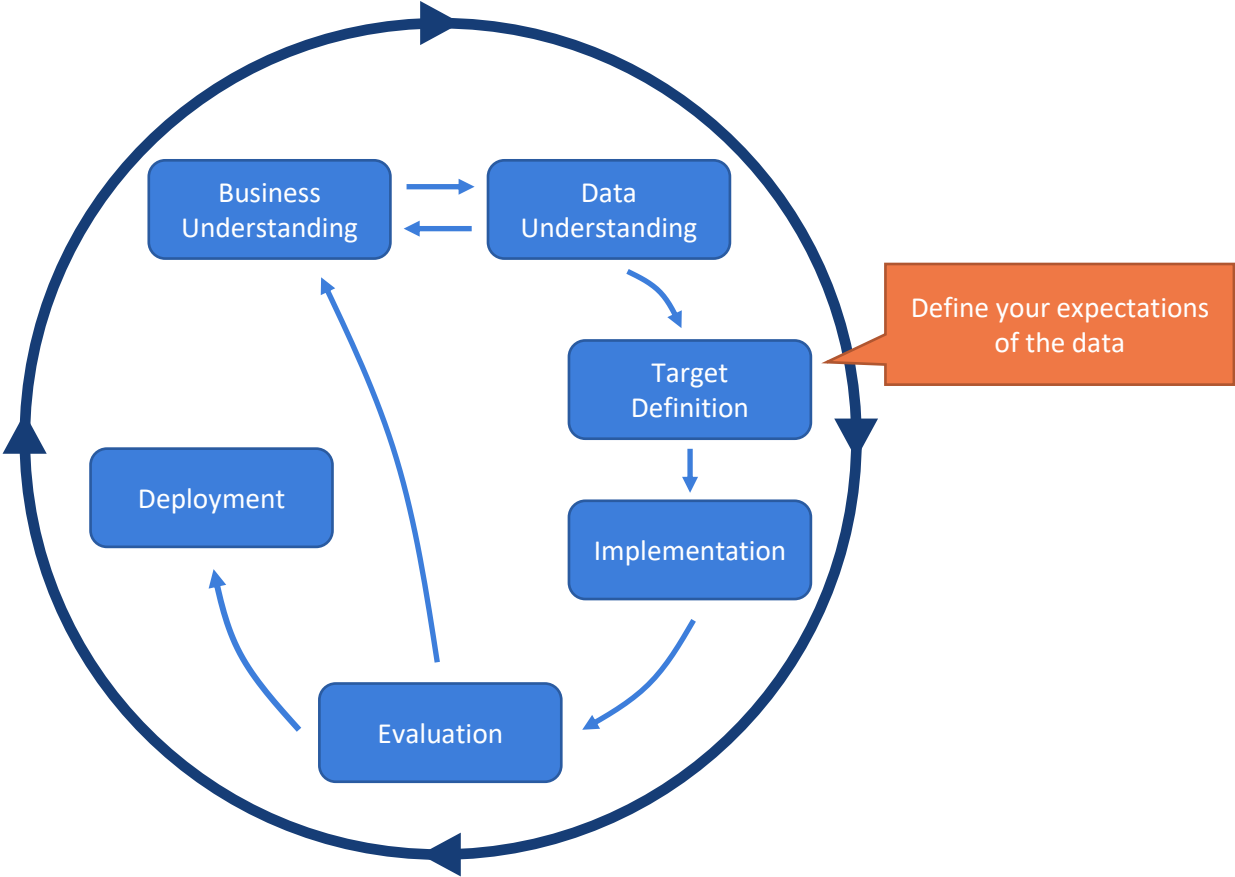 Business
Understanding
Data
Understanding
Define your expectations
of the data
Target
Definition
Implementation
Deployment
Evaluation